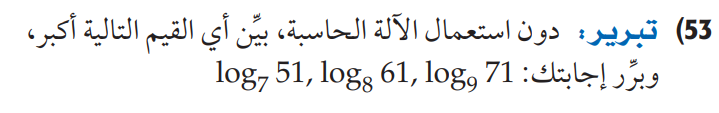 53) تبرير: دون استعمال الآلة الحاسبة، بيِّن أي القيم التالية أكبر،
وبرِّر إجابتك: log₇ 51, log₈ 61, log₉ 71